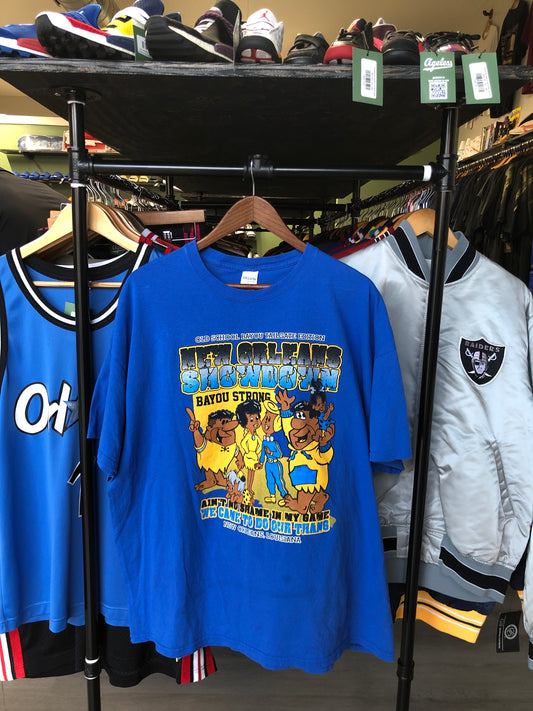 Ageless
OLD SCHOOL BAYOU TAILGATE EDITION
NEW ORLEANS
SHOWDOWN
BAYOU STRONG
RAIDERS
AIN'T NO SHAME IN MY GAME
WE CAME TO DO OUR THANG
NEW ORLEANS, LOUISIANA